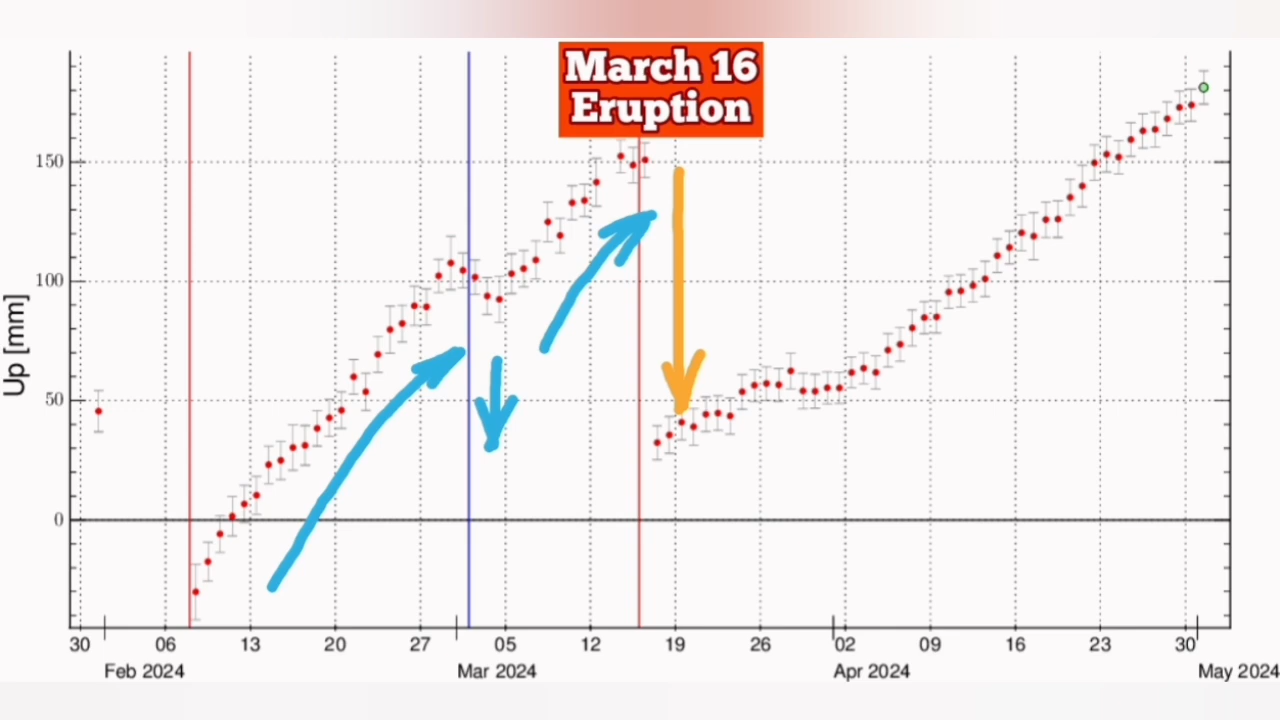 March 16
Eruption
150
100
50
0
Up [mm]
30 06 13 20 27 05 12 19 26 02 09 16 23 30
Feb 2024 Mar 2024 Apr 2024 May 2024